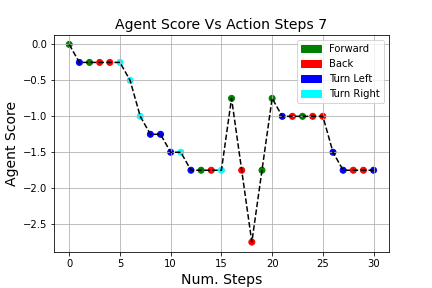 Agent Score Vs Action Steps 7
Agent Score
0.0
−0.5
−1.0
−1.5
−2.0
−2.5
Forward
Back
Turn Left
Turn Right
0 5 10 15 20 25 30
Num. Steps